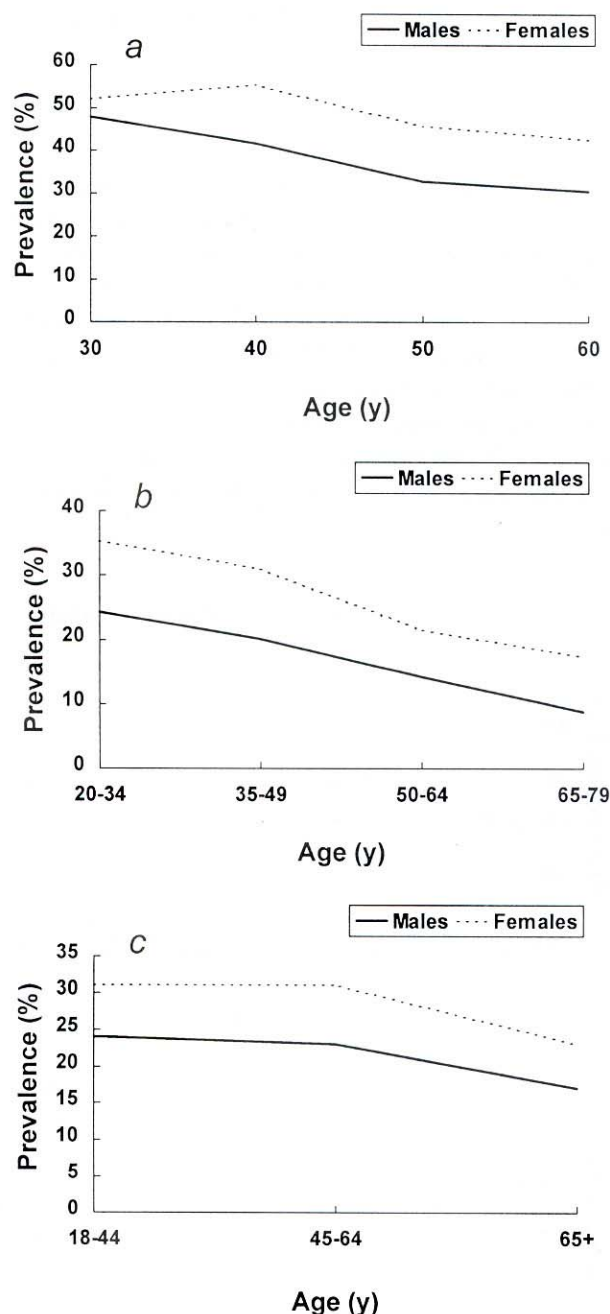 a
Males Females
Prevalence (%)
60
50
40
30
20
10
0
30 40 50 60
Age (y)
b
Males Females
Prevalence (%)
40
30
20
10
0
20-34 35-49 50-64 65-79
Age (y)
c
Males Females
Prevalence (%)
35
30
25
20
15
10
5
0
18-44 45-64 65+
Age (y)